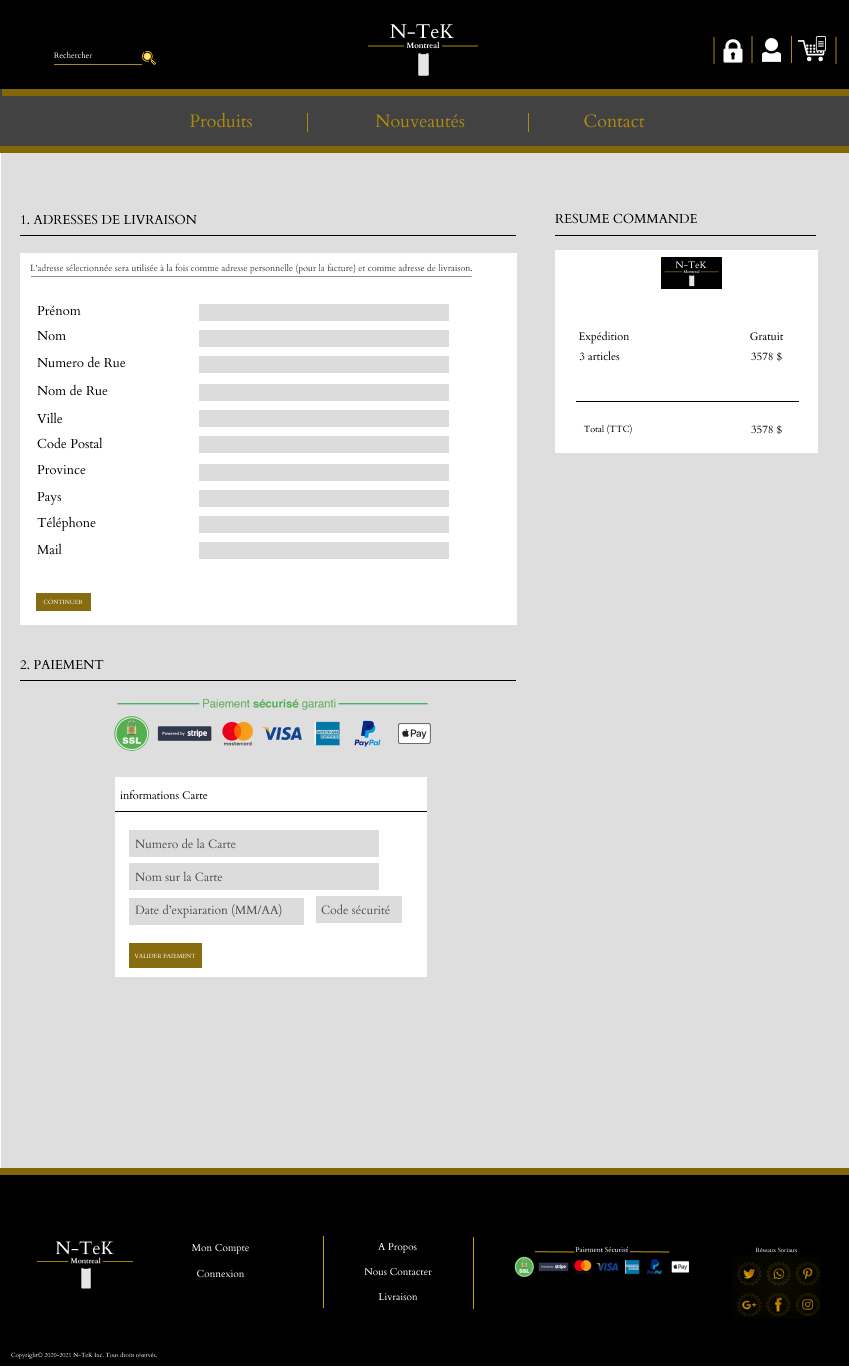 Rechercher
N-TeK
Montreal
Produits
Nouveautés
Contact
1. ADRESSES DE LIVRAISON
L'adresse sélectionnée sera utilisée à la fois comme adresse personnelle (pour la facture) et comme adresse de livraison.
Prénom
Nom
Numero de Rue
Nom de Rue
Ville
Code Postal
Province
Pays
Téléphone
Mail
CONTINUER
RESUME COMMANDE
N-TeK
Montreal
Expédition Gratuit
3 articles 3578 $
Total (TTC) 3578 $
2. PAIEMENT
Paiement sécurisé garanti
SSL
Powered by stripe
mastercard
VISA
AMERICAN EXPRESS
PayPal
Pay
informations Carte
Numero de la Carte
Nom sur la Carte
Date d'expiaration (MM/AA)
Code sécurité
VALIDER PAIEMENT
N-TeK
Montreal
Mon Compte
Connexion
A Propos
Nous Contacter
Livraison
Paiement Sécurisé
SSL
stripe
VISA
PayPal
Pay
Réseaux Sociaux
G+
Copyright© 2020-2021 N-TeK Inc. Tous droits réservés.